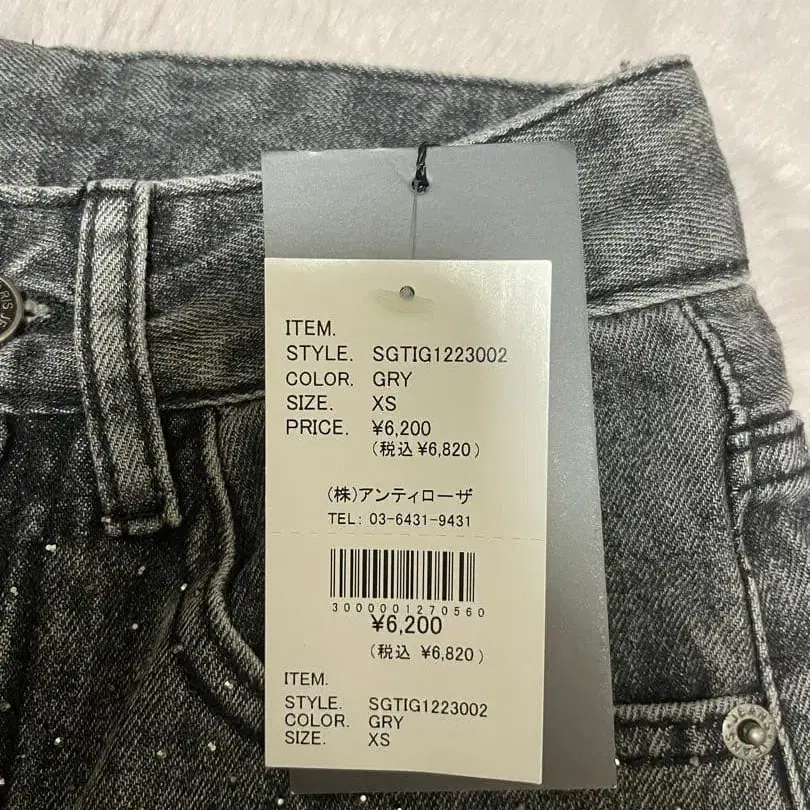 ITEM.
STYLE. SGTIG1223002
COLOR. GRY
SIZE. XS
PRICE. ¥6,200
(税込 ¥6,820)
(株)アンティローザ
TEL: 03-6431-9431
3000001270560
¥6,200
(税込 ¥6,820)
ITEM.
STYLE. SGTIG1223002
COLOR. GRY
SIZE. XS